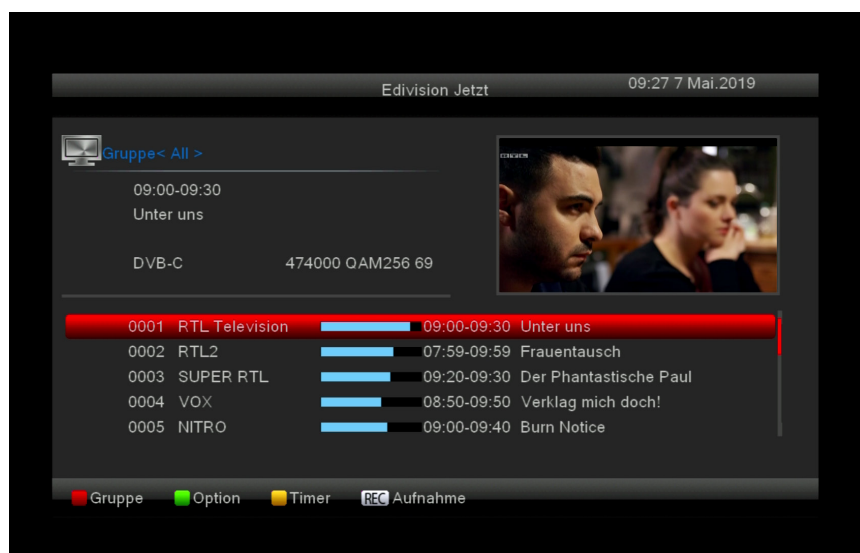 Edivision Jetzt
09:27 7 Mai.2019
Gruppe< All >
09:00-09:30
Unter uns
DVB-C 474000 QAM256 69
0001 RTL Television 09:00-09:30 Unter uns
0002 RTL2 07:59-09:59 Frauentausch
0003 SUPER RTL 09:20-09:30 Der Phantastische Paul
0004 VOX 08:50-09:50 Verklag mich doch!
0005 NITRO 09:00-09:40 Burn Notice
Gruppe Option Timer REC Aufnahme